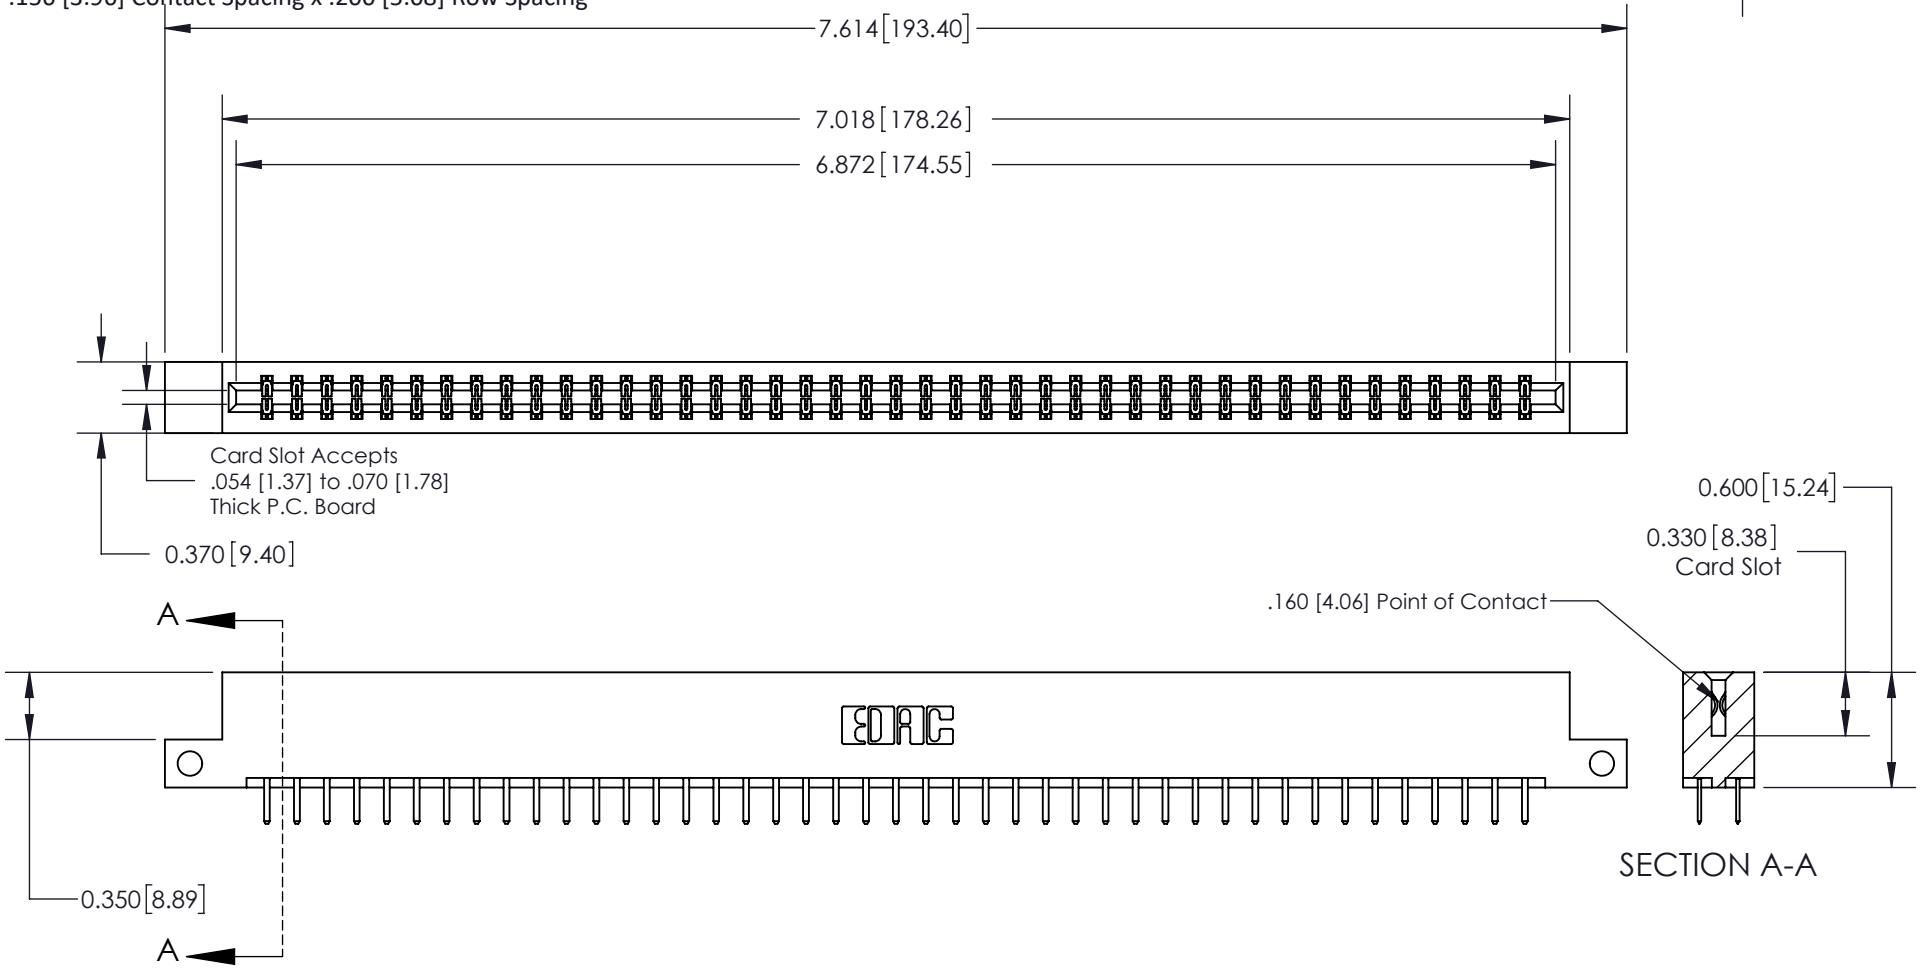 .156 [3.96] Contact Spacing x .200 [5.08] Row Spacing
7.614[193.40]
7.018[178.26]
6.872[174.55]
Card Slot Accepts
.054 [1.37] to .070 [1.78]
Thick P.C. Board
0.370[9.40]
0.600[15.24]
0.330[8.38]
Card Slot
.160 [4.06] Point of Contact
A
EDAC
SECTION A-A
0.350[8.89]
A